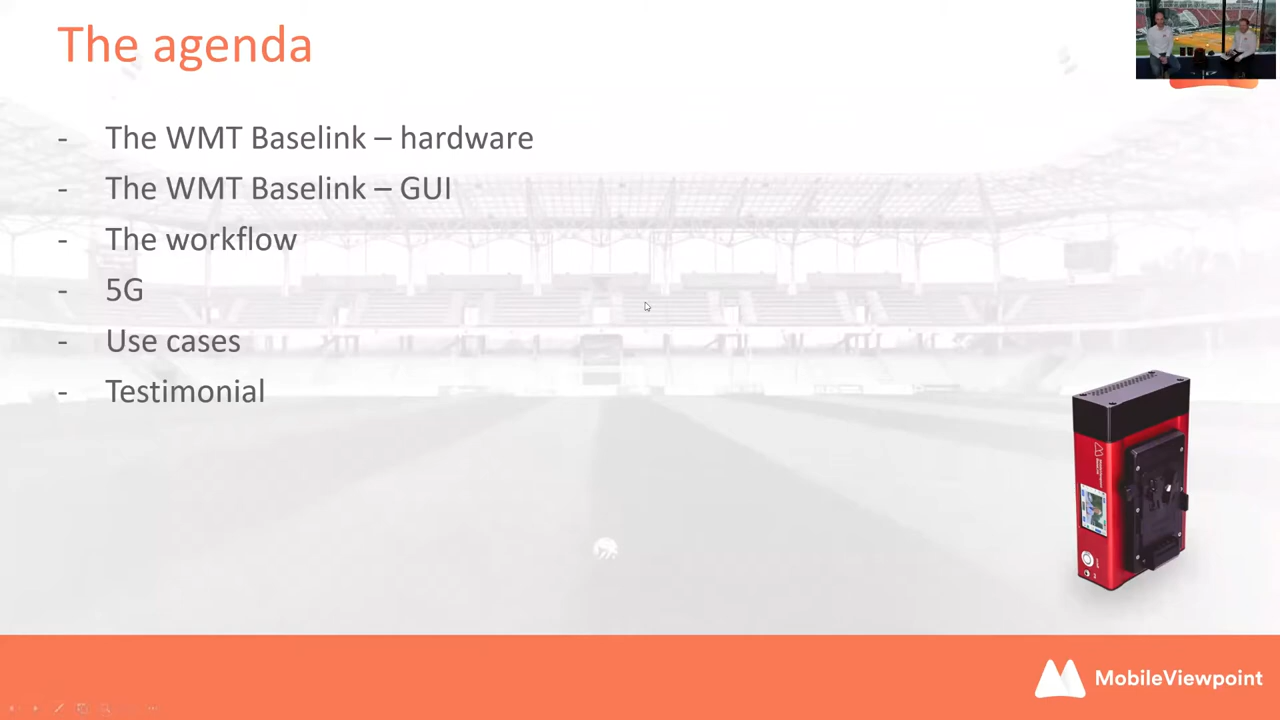 The agenda
- The WMT Baselink – hardware
- The WMT Baselink – GUI
- The workflow
- 5G
- Use cases
- Testimonial
MobileViewpoint